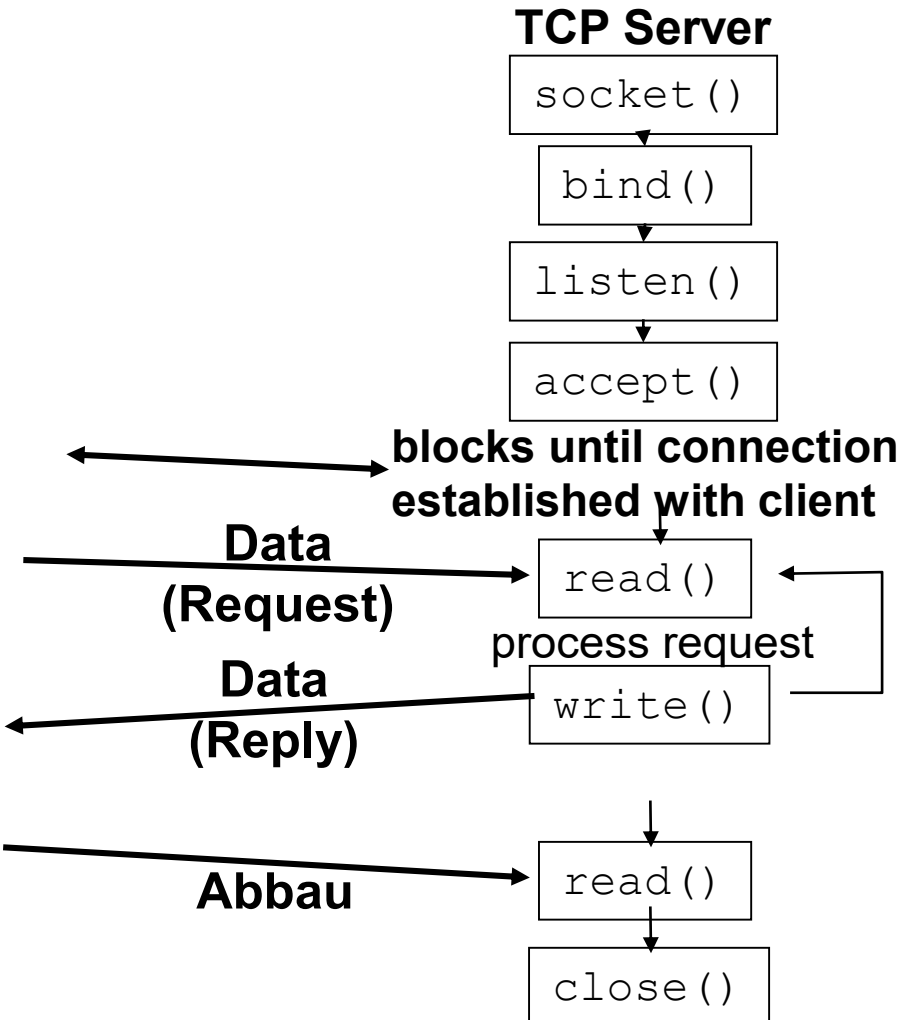 TCP Server
socket()
bind()
listen()
accept()
blocks until connection
established with client
Data
(Request)
read()
process request
Data
(Reply)
write()
Abbau
read()
close()